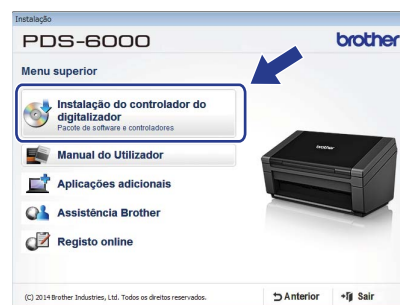 Instalação
PDS-6000
brother
Menu superior
Instalação do controlador do
digitalizador
Pacote de software e controladores
Manual do Utilizador
Aplicações adicionais
Assistência Brother
Registo online
brother
(C) 2014 Brother Industries, Ltd. Todos os direitos reservados.
Anterior
Sair